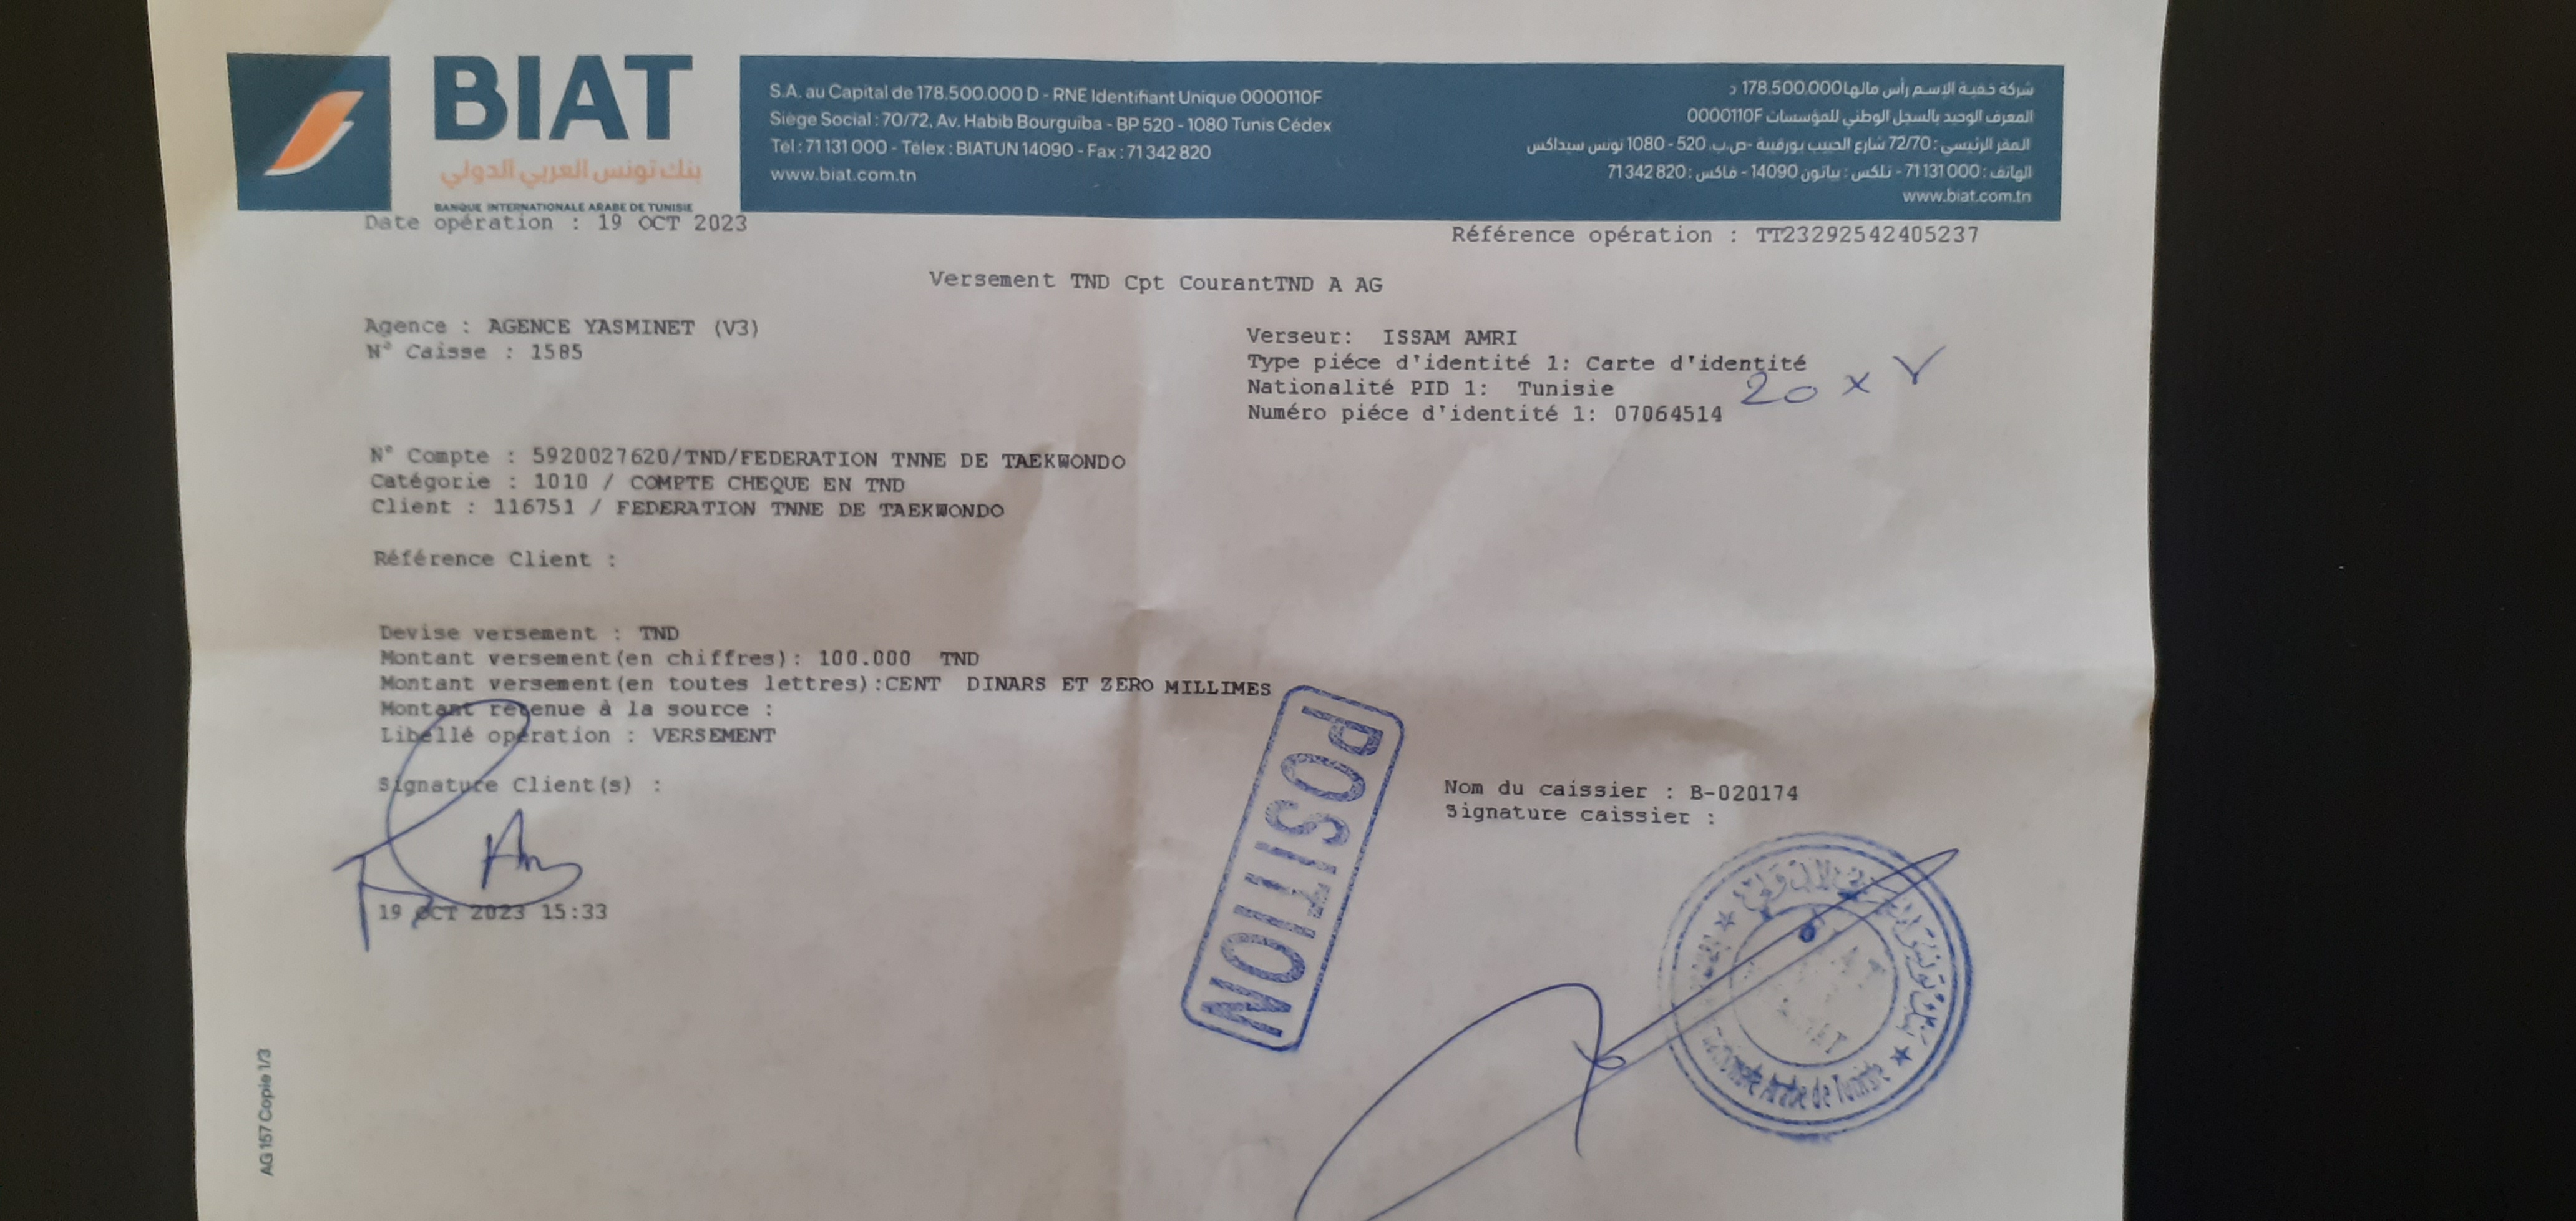 BIAT
بنك تونس العربي الدولي
BANQUE INTERNATIONALE ARABE DE TUNISIE
S.A. au Capital de 178.500.000 D - RNE Identifiant Unique 0000110F
Siège Social : 70/72, Av. Habib Bourguiba - BP 520 - 1080 Tunis Cédex
Tél : 71 131 000 - Télex : BIATUN 14090 - Fax : 71 342 820
www.biat.com.tn
شركة خفية الإسم رأس مالها 178.500.000 د
المعرف الوحيد بالسجل الوطني للمؤسسات 0000110F
المقر الرئيسي : 72/70 شارع الحبيب بورقيبة -ص.ب. 520 - 1080 تونس سيداكس
الهاتف : 71 131 000 - تلكس : بياتون 14090 - فاكس : 71 342 820
www.biat.com.tn
Date opération : 19 OCT 2023
Référence opération : TT23292542405237
Versement TND Cpt CourantTND A AG
Agence : AGENCE YASMINET (V3)
N° Caisse : 1585
Verseur: ISSAM AMRI
Type piéce d'identité 1: Carte d'identité
Nationalité PID 1: Tunisie
Numéro piéce d'identité 1: 07064514
20 x
N° Compte : 5920027620/TND/FEDERATION TNNE DE TAEKWONDO
Catégorie : 1010 / COMPTE CHEQUE EN TND
Client : 116751 / FEDERATION TNNE DE TAEKWONDO
Référence Client :
Devise versement : TND
Montant versement(en chiffres): 100.000 TND
Montant versement(en toutes lettres):CENT DINARS ET ZERO MILLIMES
Montant retenue à la source :
Libellé opération : VERSEMENT
Signature Client(s) :
19 OCT 2023 15:33
POSITION
Nom du caissier : B-020174
Signature caissier :
Arabe de Tunisie
AG 157 Copie 1/3